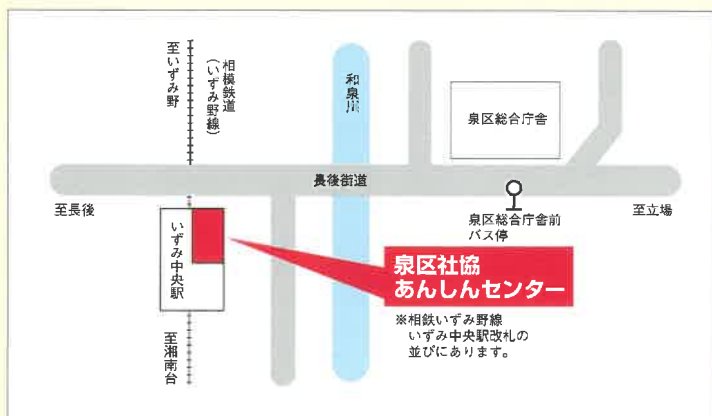 至いずみ野
相模鉄道
(いずみ野線)
和泉川
泉区総合庁舎
長後街道
至長後
泉区総合庁舎前
バス停
至立場
いずみ中央駅
泉区社協
あんしんセンター
※相鉄いずみ野線
いずみ中央駅改札の
並びにあります。
至湘南台